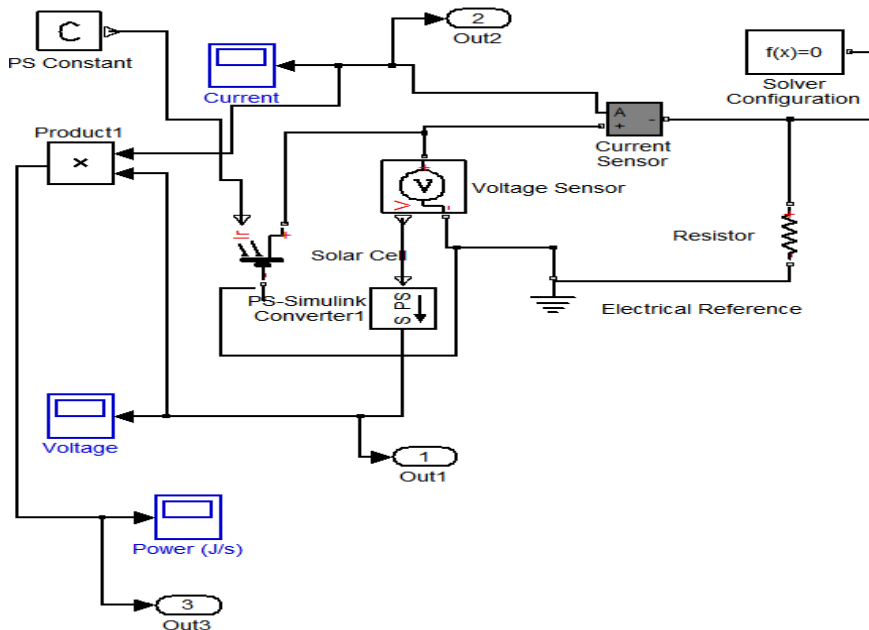 C
PS Constant
2
Out2
Current
f(x)=0
Solver
Configuration
Product1
×
A
-
+
Current
Sensor
+
V
V
-
Voltage Sensor
Ir
+
-
Solar Cell
+
Resistor
-
PS-Simulink
Converter1
S PS
Electrical Reference
Voltage
1
Out1
Power (J/s)
3
Out3